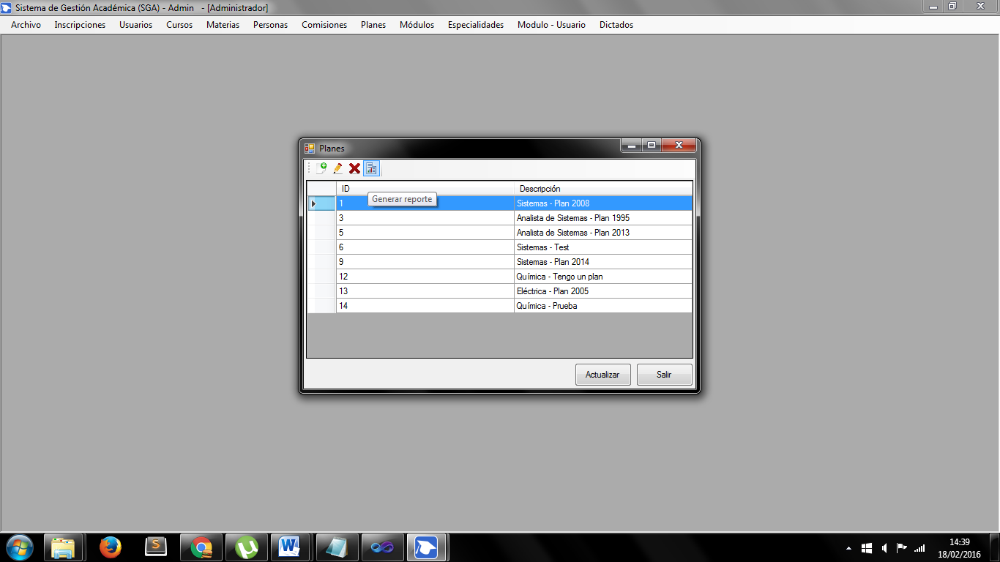 Sistema de Gestión Académica (SGA) - Admin - [Administrador]
Archivo Inscripciones Usuarios Cursos Materias Personas Comisiones Planes Módulos Especialidades Modulo - Usuario Dictados
Planes
ID Descripción
Generar reporte
1 Sistemas - Plan 2008
3 Analista de Sistemas - Plan 1995
5 Analista de Sistemas - Plan 2013
6 Sistemas - Test
9 Sistemas - Plan 2014
12 Química - Tengo un plan
13 Eléctrica - Plan 2005
14 Química - Prueba
Actualizar Salir
S W
14:39
18/02/2016